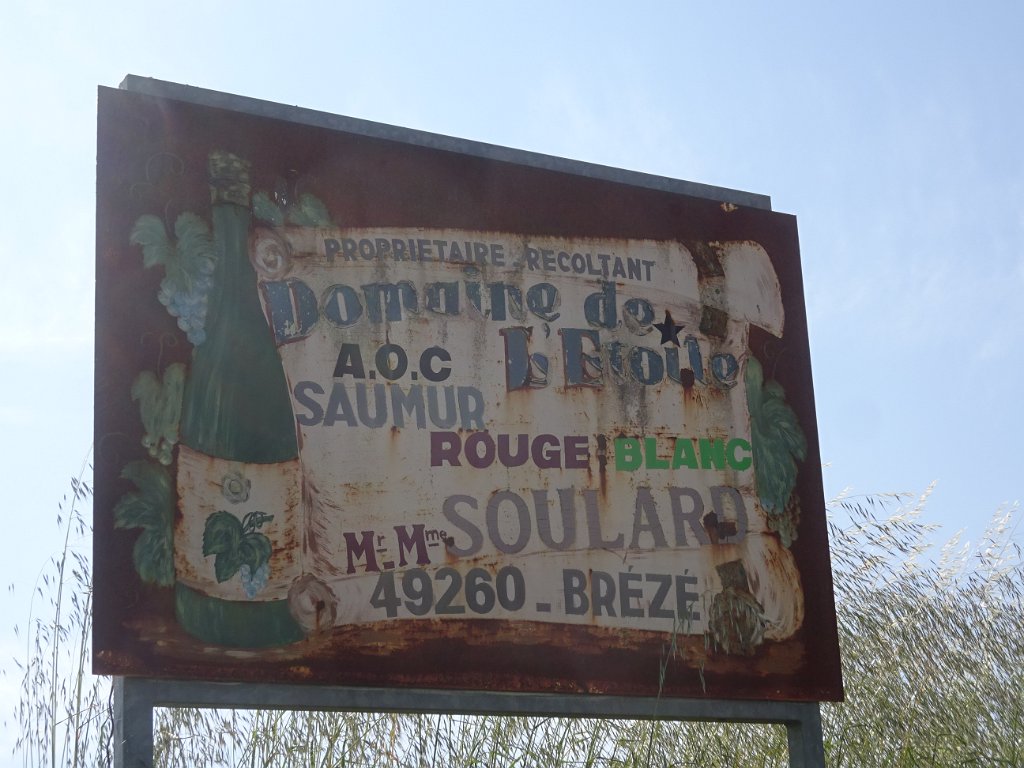 PROPRIETAIRE - RECOLTANT
Domaine de
L'Etoile
A.O.C
SAUMUR
ROUGE BLANC
Mr. Mme SOULARD
49260 - BRÉZÉ